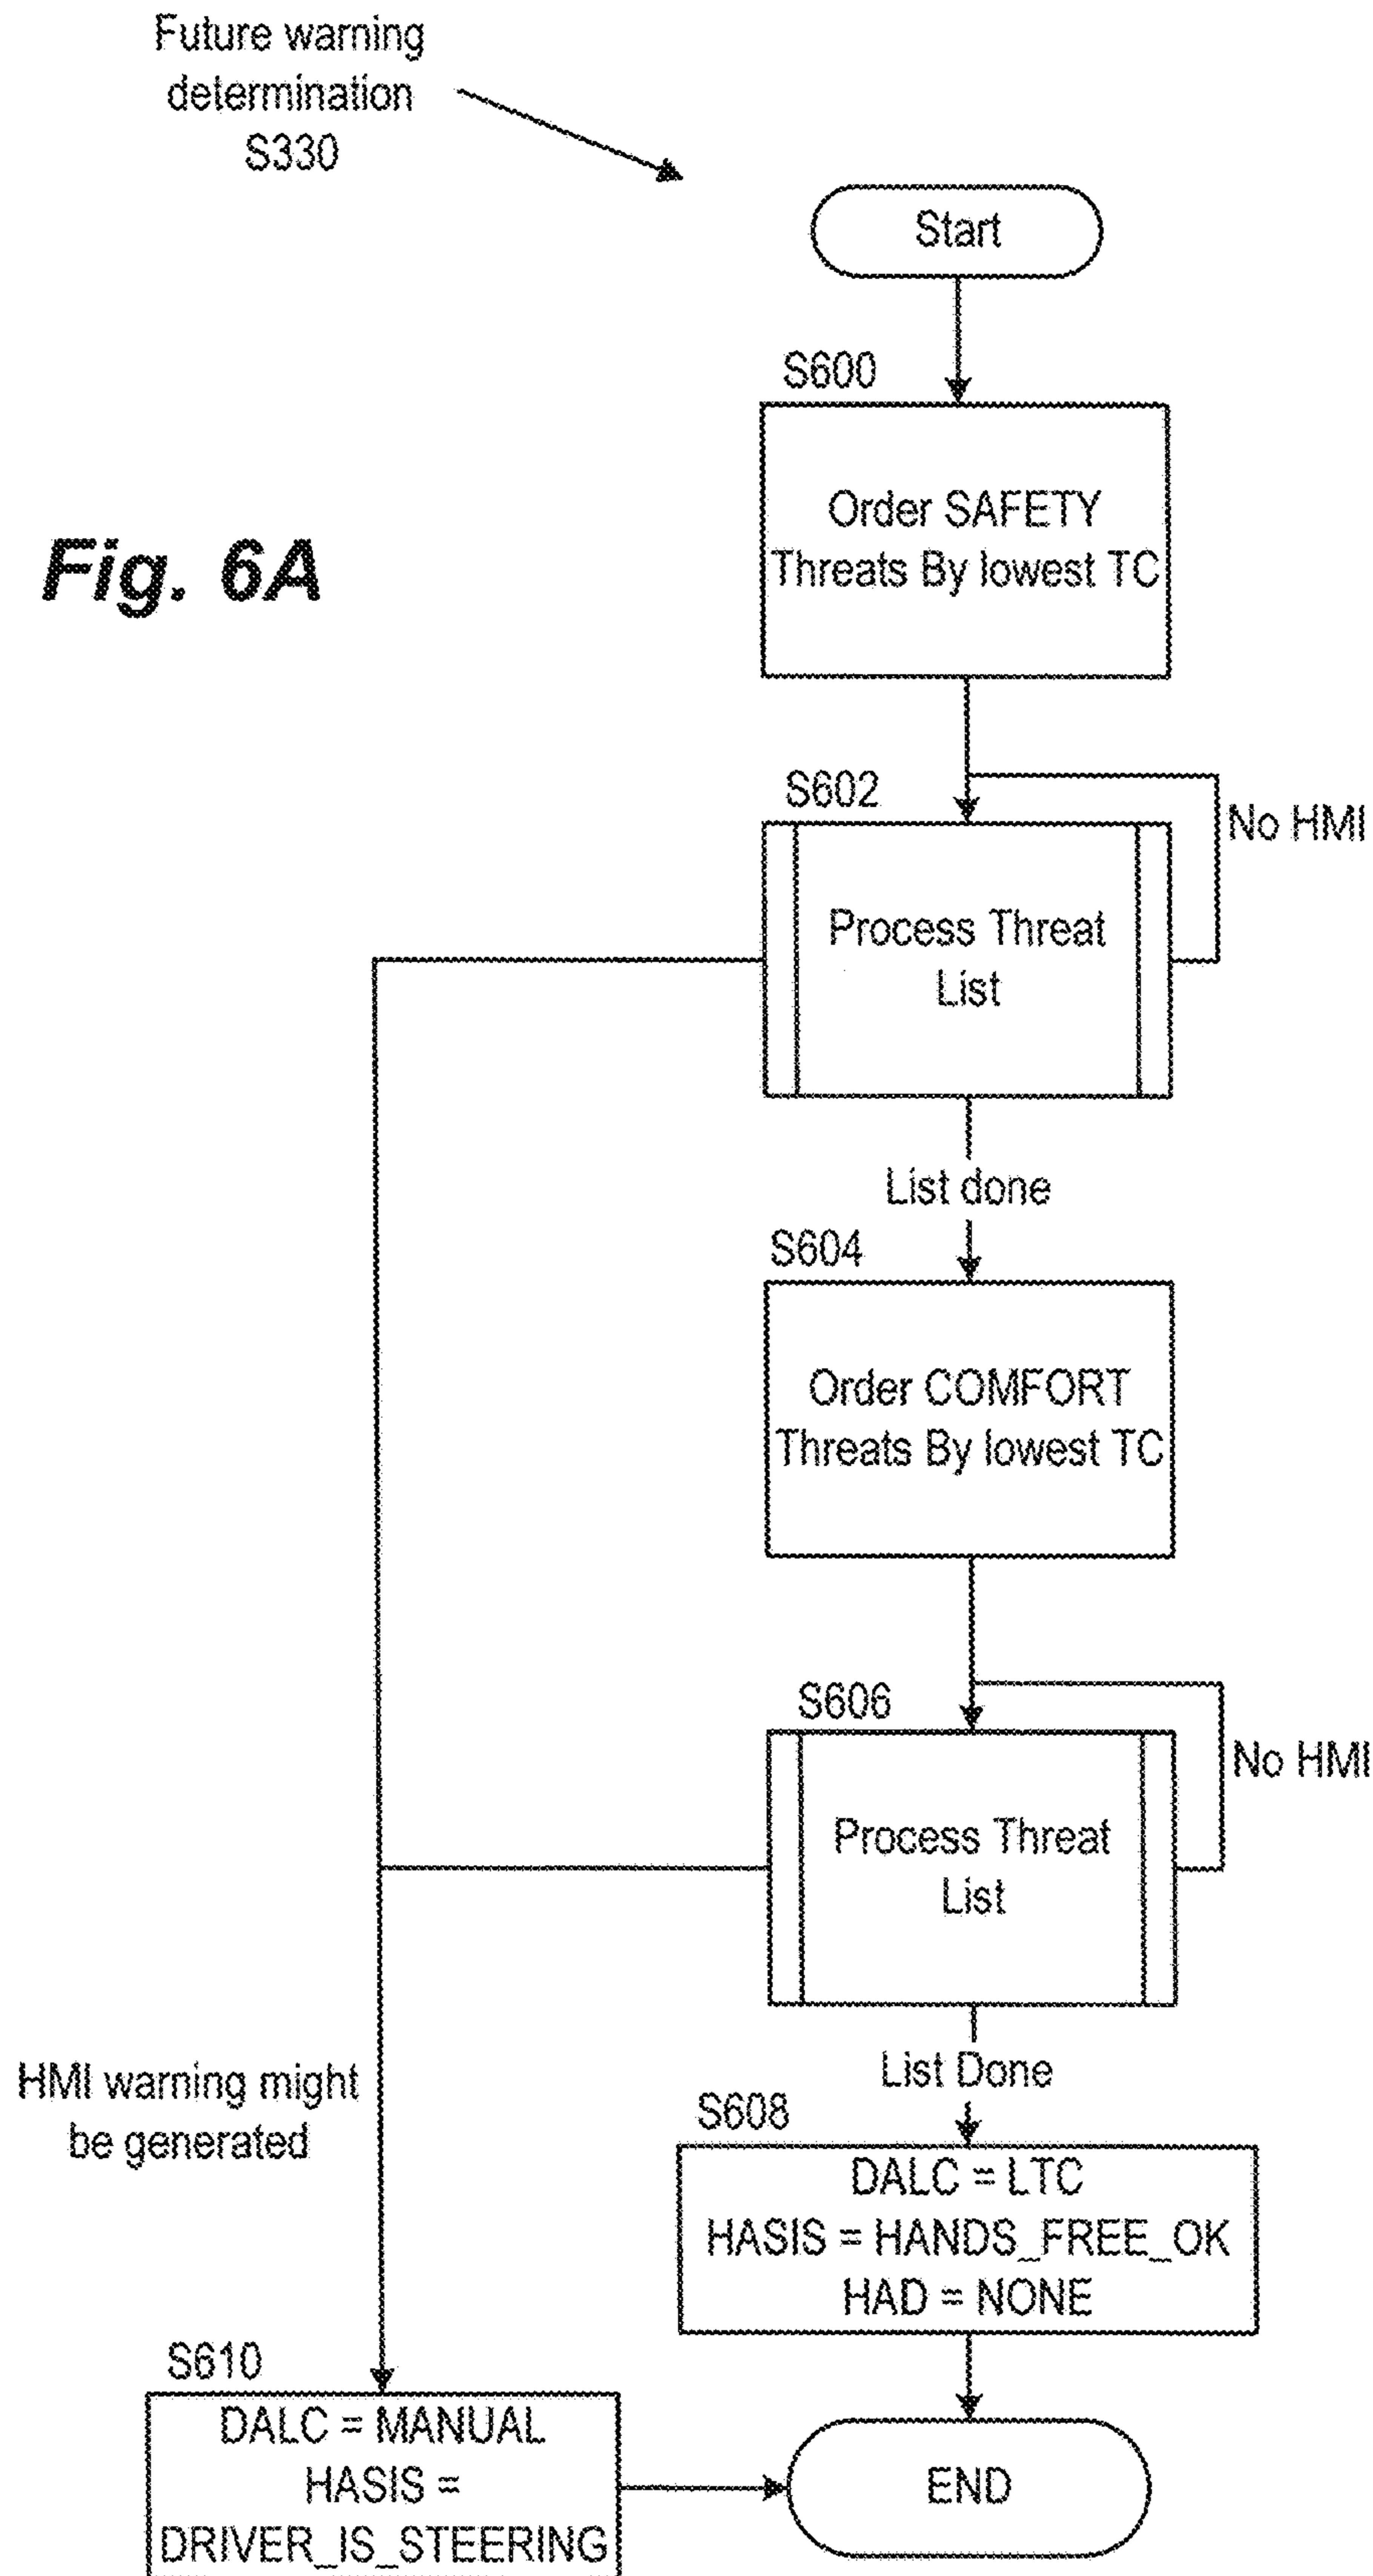 Future warning
determination
S330
Start
S600
Order SAFETY
Threats By lowest TC
Fig. 6A
S602
No HMI
Process Threat
List
List done
S604
Order COMFORT
Threats By lowest TC
S606
No HMI
Process Threat
List
List Done
HMI warning might
be generated
S608
DALC = LTC
HASIS = HANDS_FREE_OK
HAD = NONE
S610
DALC = MANUAL
HASIS =
DRIVER_IS_STEERING
END